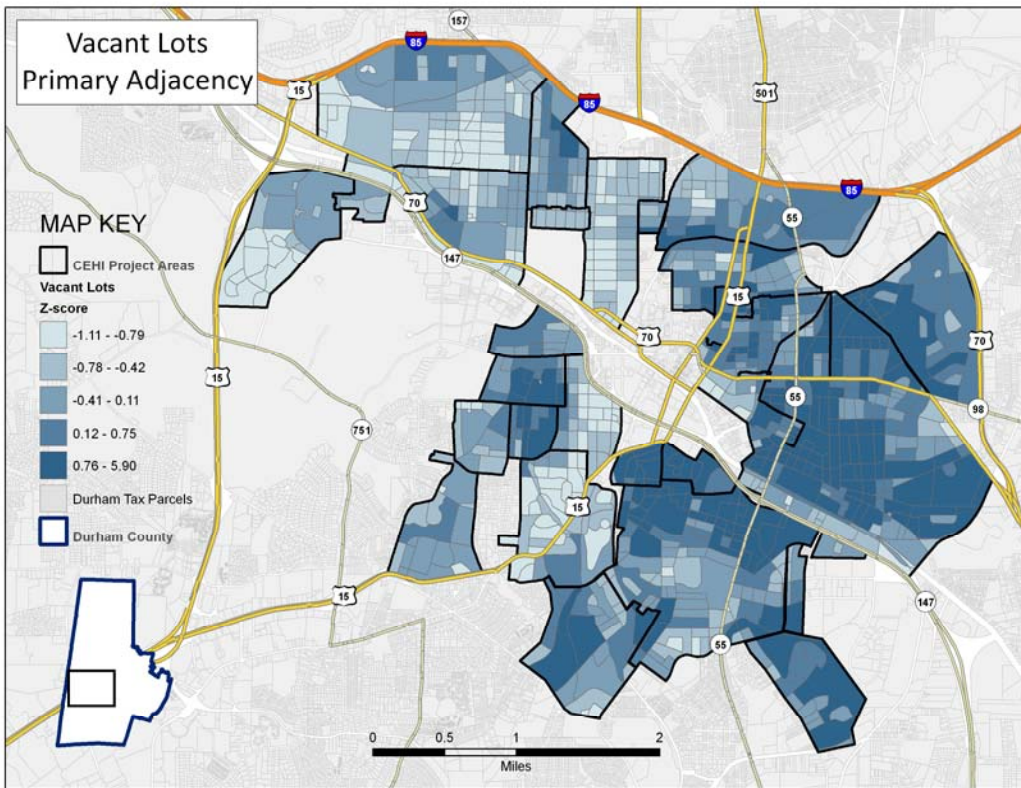 Vacant Lots
Primary Adjacency
157
85
15
501
85
85
55
70
147
MAP KEY
CEHI Project Areas
Vacant Lots
Z-score
-1.11 - -0.79
-0.78 - -0.42
-0.41 - 0.11
0.12 - 0.75
0.76 - 5.90
Durham Tax Parcels
Durham County
15
70
70
15
55
98
751
15
15
55
147
0 0.5 1 2
Miles